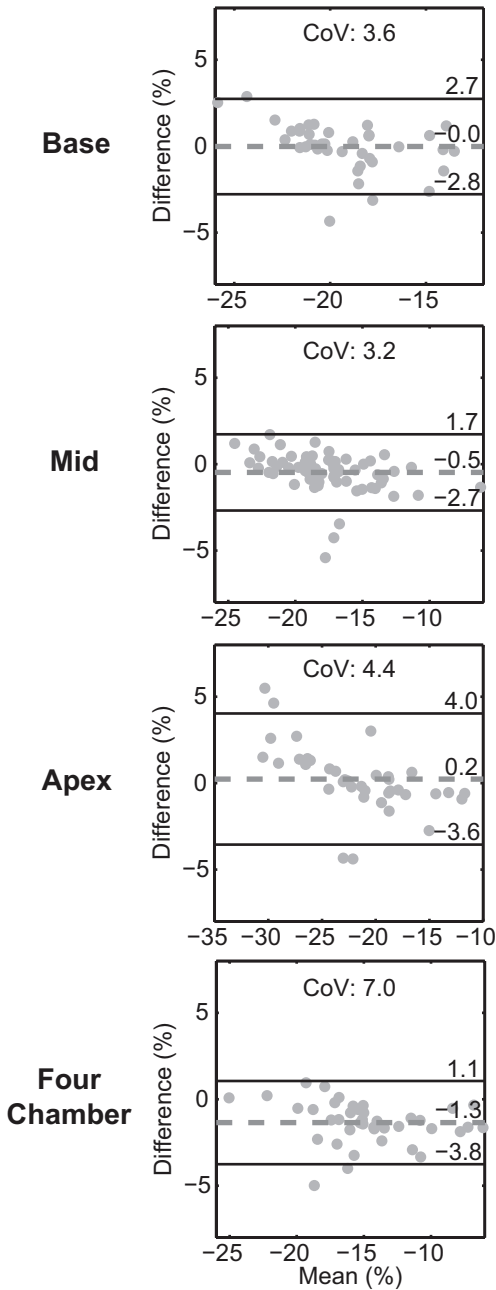 CoV: 3.6
5
2.7
Base
Difference (%)
0
−0.0
−2.8
−5
−25 −20 −15
CoV: 3.2
5
1.7
Mid
Difference (%)
0
−0.5
−2.7
−5
−25 −20 −15 −10
CoV: 4.4
5
4.0
Apex
Difference (%)
0.2
0
−3.6
−5
−35 −30 −25 −20 −15 −10
CoV: 7.0
5
1.1
Four
Chamber
Difference (%)
0
−1.3
−3.8
−5
−25 −20 −15 −10
Mean (%)